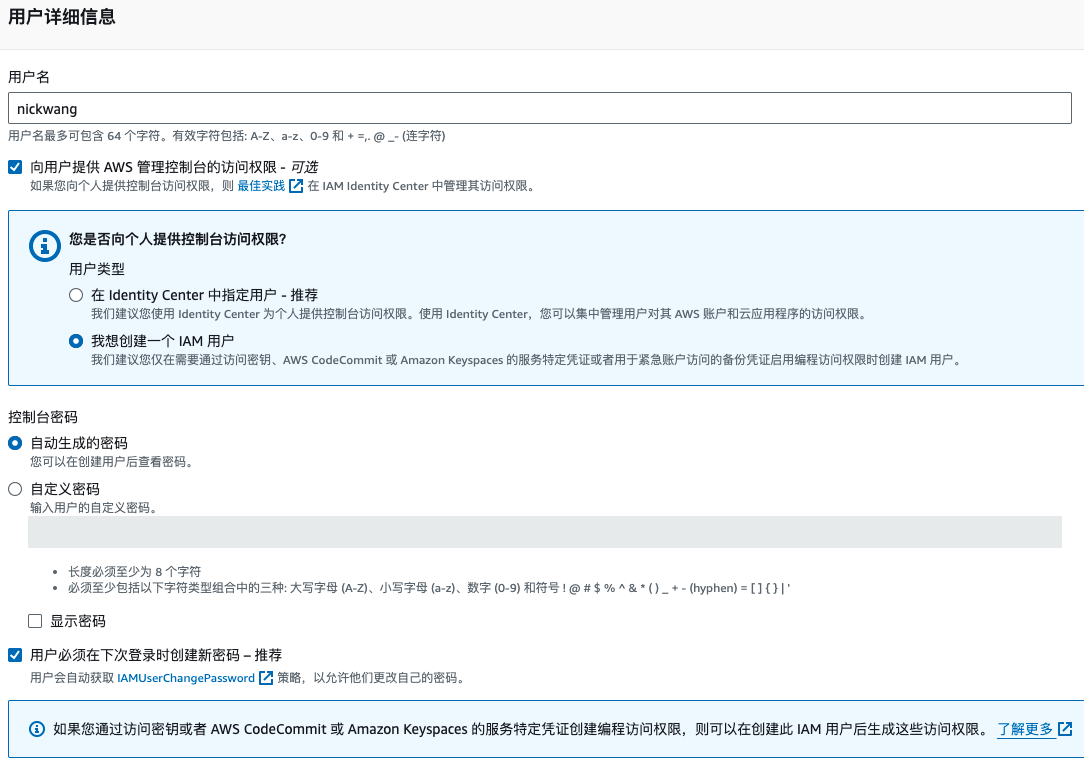 用户详细信息
用户名
nickwang
用户名最多可包含 64 个字符。有效字符包括: A-Z、a-z、0-9 和 + =,. @ _- (连字符)
向用户提供 AWS 管理控制台的访问权限 - 可选
如果您向个人提供控制台访问权限，则 最佳实践 在 IAM Identity Center 中管理其访问权限。
您是否向个人提供控制台访问权限?
用户类型
在 Identity Center 中指定用户 - 推荐
我们建议您使用 Identity Center 为个人提供控制台访问权限。使用 Identity Center，您可以集中管理用户对其 AWS 账户和云应用程序的访问权限。
我想创建一个 IAM 用户
我们建议您仅在需要通过访问密钥、AWS CodeCommit 或 Amazon Keyspaces 的服务特定凭证或者用于紧急账户访问的备份凭证启用编程访问权限时创建 IAM 用户。
控制台密码
自动生成的密码
您可以在创建用户后查看密码。
自定义密码
输入用户的自定义密码。
• 长度必须至少为 8 个字符
• 必须至少包括以下字符类型组合中的三种: 大写字母 (A-Z)、小写字母 (a-z)、数字 (0-9) 和符号 ! @ # $ % ^ & * ( ) _ + - (hyphen) = [ ] { } | '
显示密码
用户必须在下次登录时创建新密码 – 推荐
用户会自动获取 IAMUserChangePassword 策略，以允许他们更改自己的密码。
如果您通过访问密钥或者 AWS CodeCommit 或 Amazon Keyspaces 的服务特定凭证创建编程访问权限，则可以在创建此 IAM 用户后生成这些访问权限。 了解更多